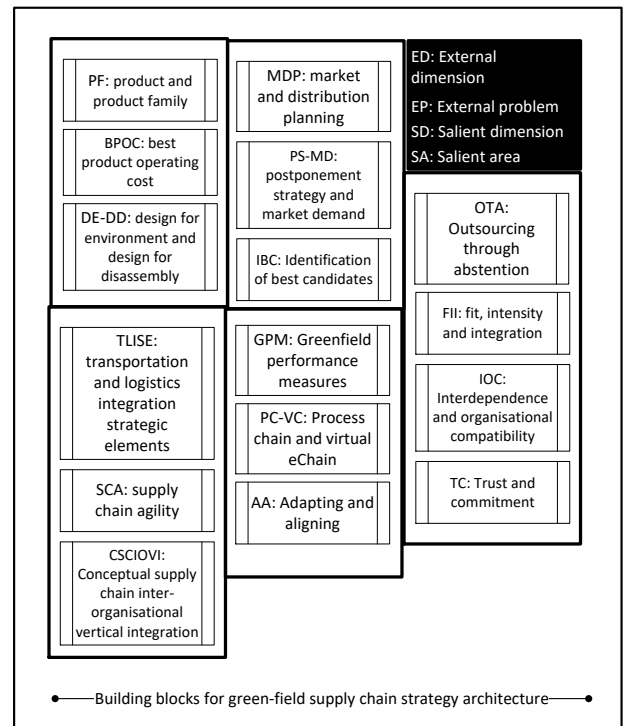 PF: product and
product family
BPOC: best
product operating
cost
DE-DD: design for
environment and
design for
disassembly
MDP: market
and distribution
planning
PS-MD:
postponement
strategy and
market demand
IBC: Identification
of best candidates
ED: External
dimension
EP: External problem
SD: Salient dimension
SA: Salient area
OTA:
Outsourcing
through
abstention
FII: fit, intensity
and integration
IOC:
Interdependence
and organisational
compatibility
TC: Trust and
commitment
TLISE:
transportation
and logistics
integration
strategic
elements
SCA: supply
chain agility
CSCIOVI:
Conceptual supply
chain inter-
organisational
vertical integration
GPM: Greenfield
performance
measures
PC-VC: Process
chain and virtual
eChain
AA: Adapting and
aligning
Building blocks for green-field supply chain strategy architecture